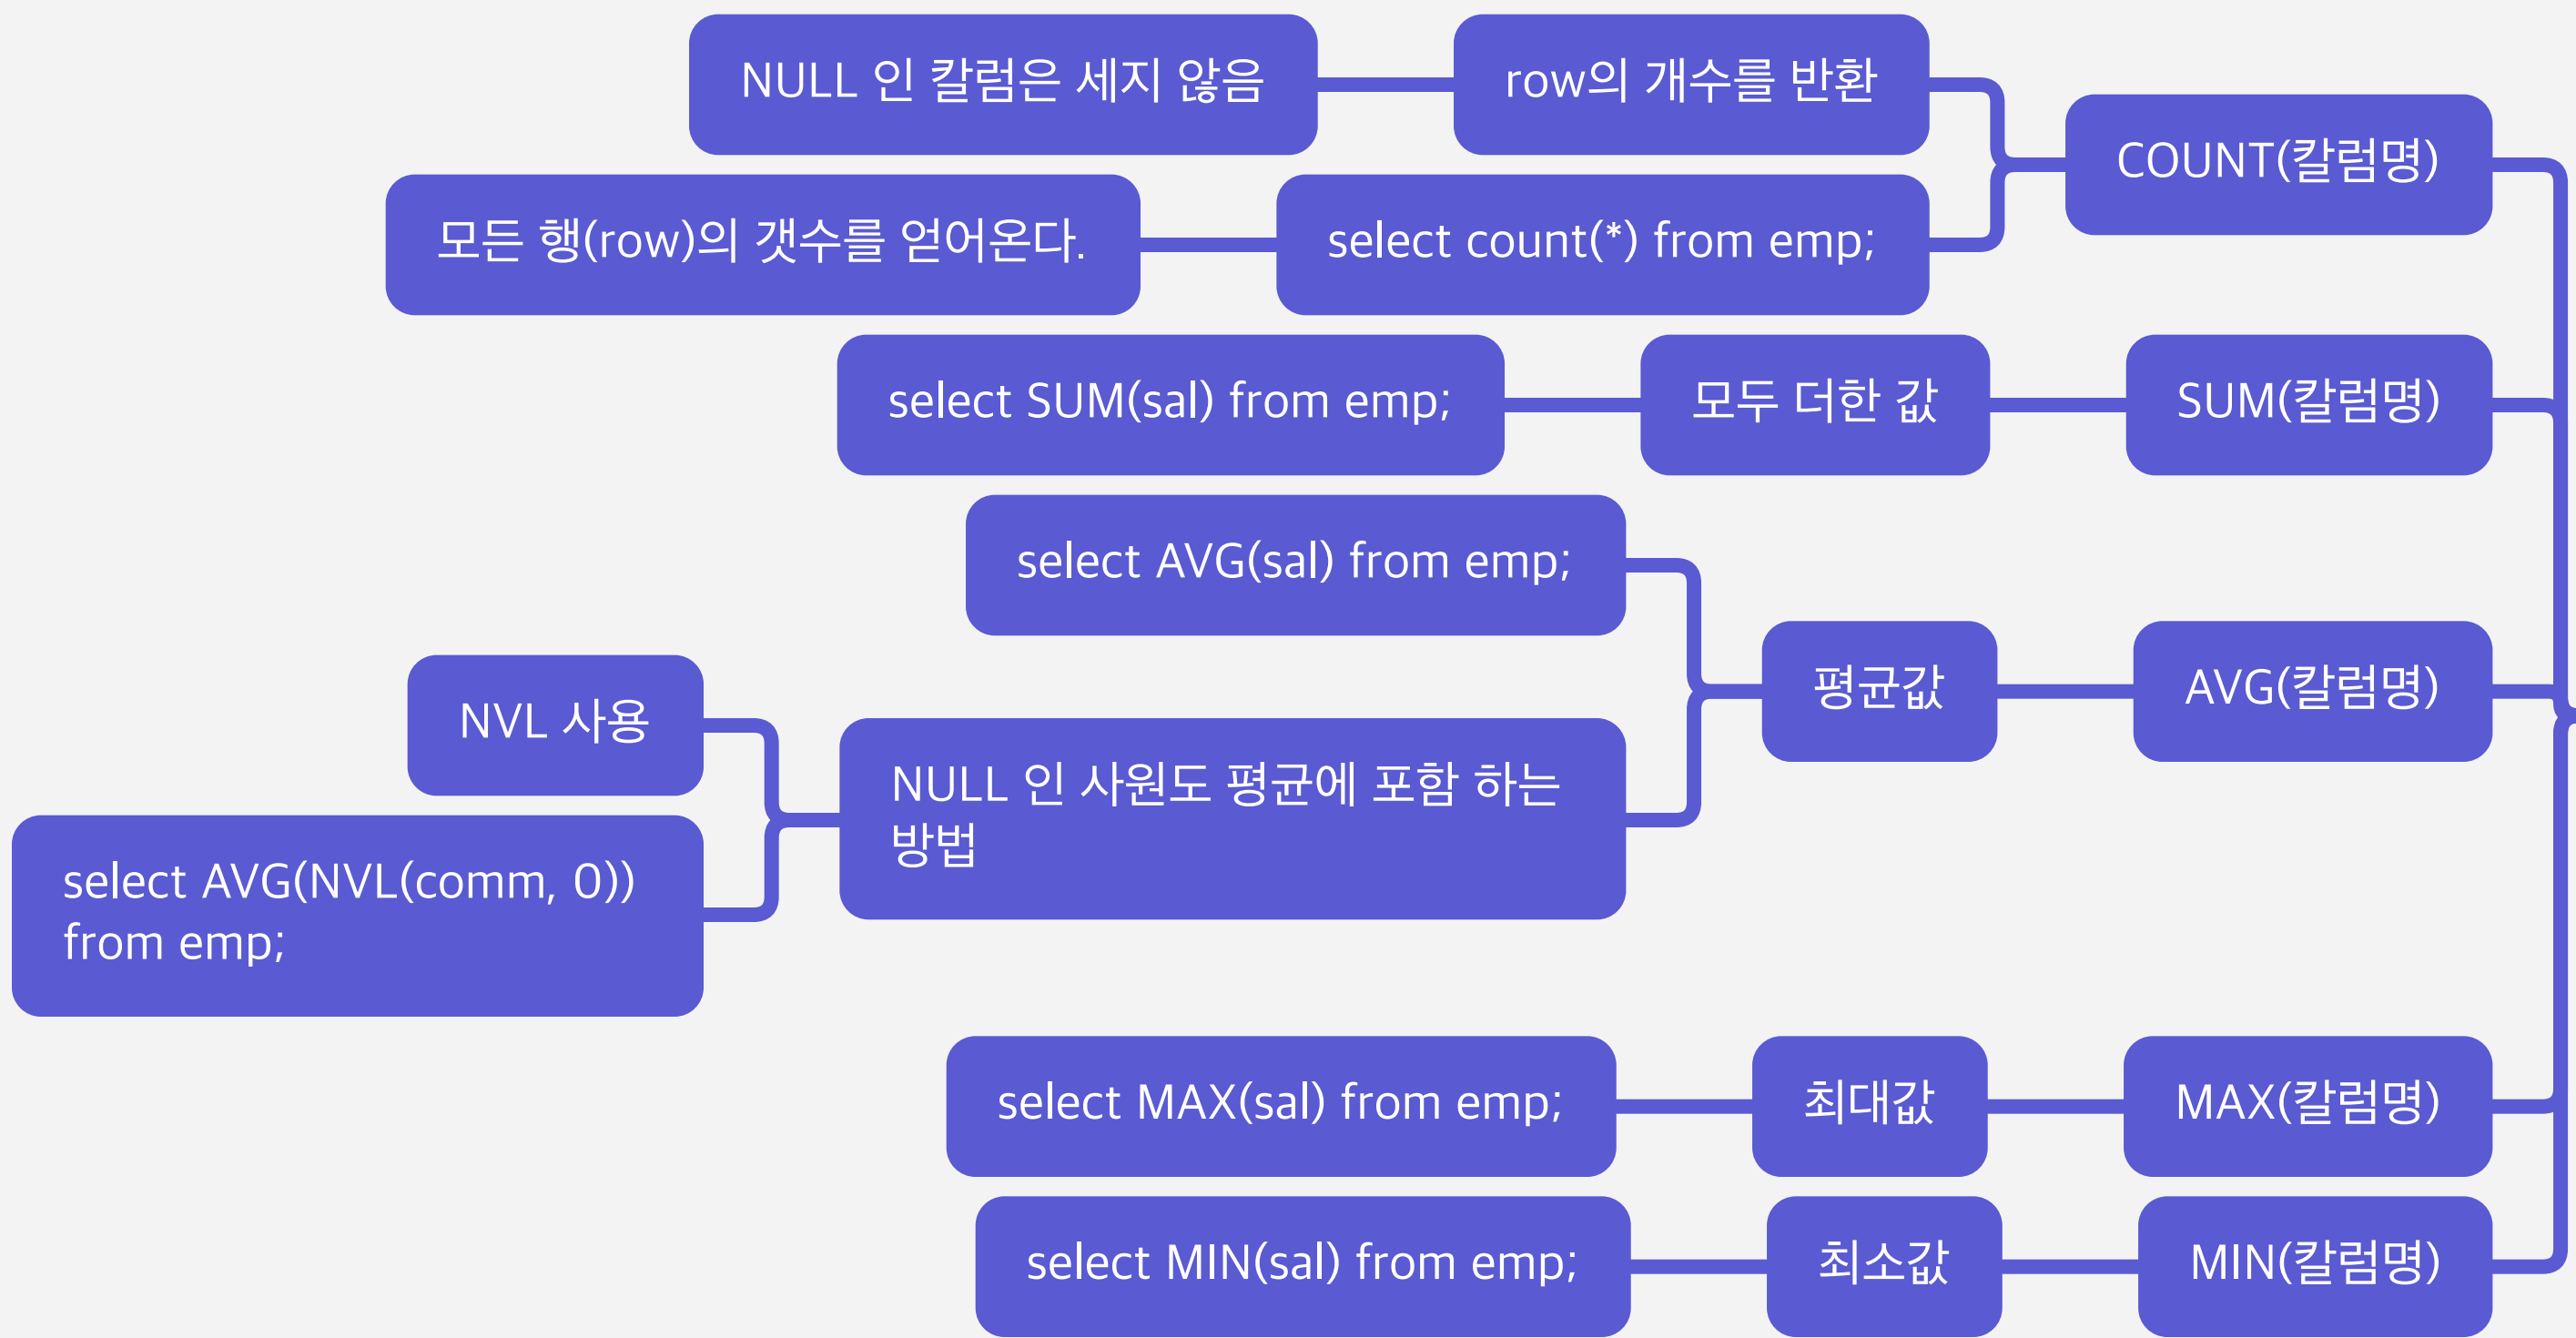 NULL 인 칼럼은 세지 않음
row의 개수를 반환
COUNT(칼럼명)
모든 행(row)의 갯수를 얻어온다.
select count(*) from emp;
select SUM(sal) from emp;
모두 더한 값
SUM(칼럼명)
select AVG(sal) from emp;
평균값
AVG(칼럼명)
NVL 사용
NULL 인 사원도 평균에 포함 하는
방법
select AVG(NVL(comm, 0))
from emp;
select MAX(sal) from emp;
최대값
MAX(칼럼명)
select MIN(sal) from emp;
최소값
MIN(칼럼명)